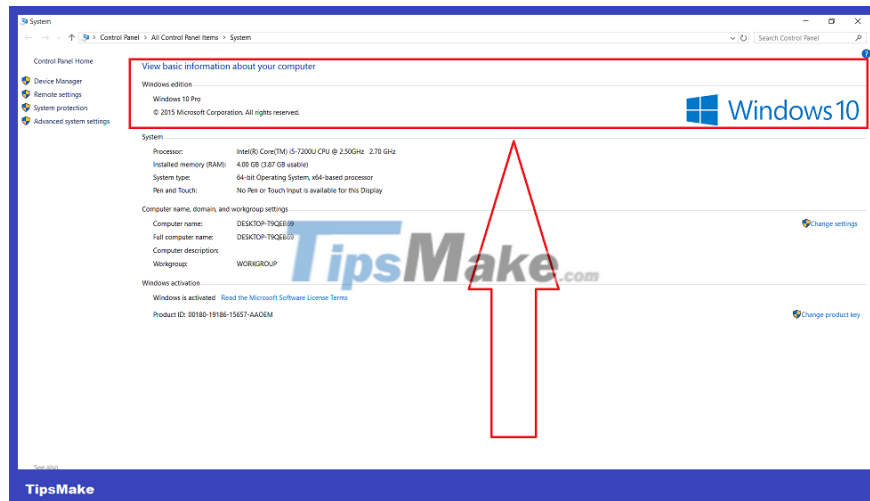 System
Control Panel > All Control Panel Items > System
Search Control Panel
Control Panel Home
Device Manager
Remote settings
System protection
Advanced system settings
View basic information about your computer
Windows edition
Windows 10 Pro
© 2015 Microsoft Corporation. All rights reserved.
Windows 10
System
Processor: Intel(R) Core(TM) i5-7200U CPU @ 2.50GHz 2.70 GHz
Installed memory (RAM): 4.00 GB (3.87 GB usable)
System type: 64-bit Operating System, x64-based processor
Pen and Touch: No Pen or Touch Input is available for this Display
Computer name, domain, and workgroup settings
Computer name: DESKTOP-T9QEB69
Change settings
Full computer name: DESKTOP-T9QEB69
Computer description:
Workgroup: WORKGROUP
TipsMake.com
Windows activation
Windows is activated Read the Microsoft Software License Terms
Product ID: 00180-19186-15657-AAOEM
Change product key
See also
TipsMake